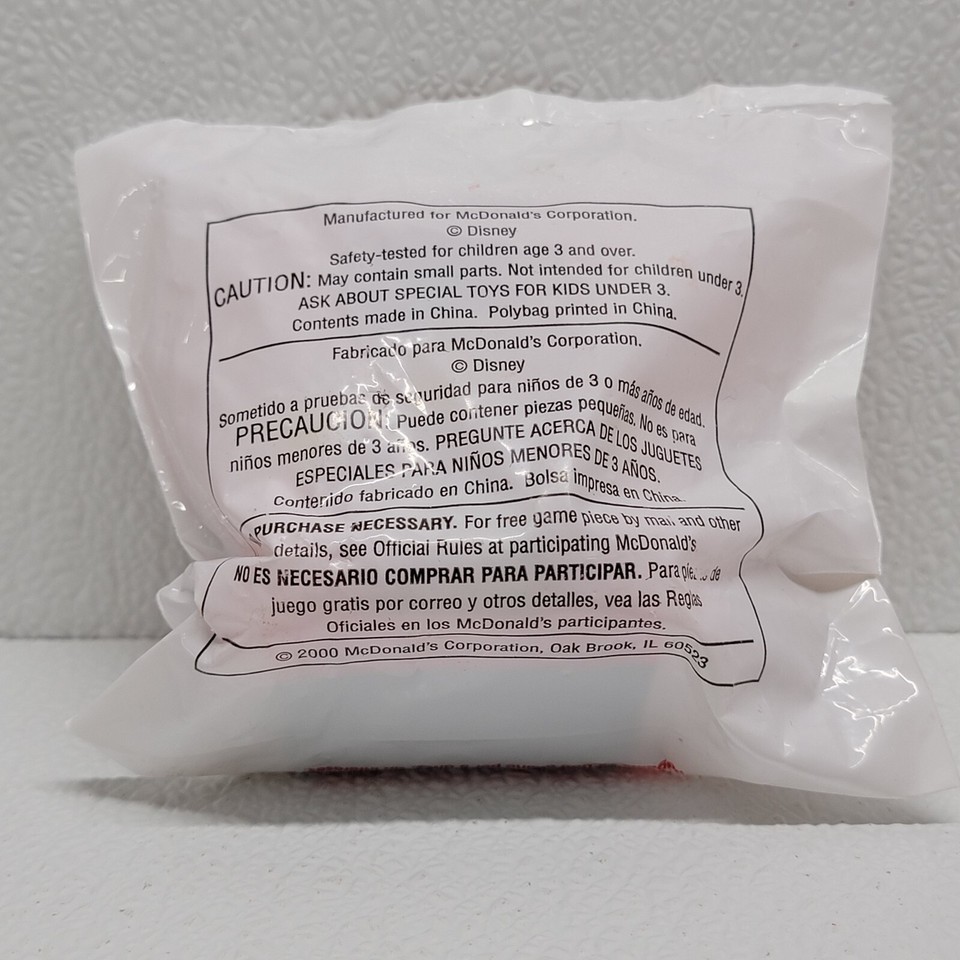 Manufactured for McDonald's Corporation.
© Disney
Safety-tested for children age 3 and over.
CAUTION: May contain small parts. Not intended for children under 3.
ASK ABOUT SPECIAL TOYS FOR KIDS UNDER 3.
Contents made in China. Polybag printed in China.
Fabricado para McDonald's Corporation.
© Disney
Sometido a pruebas de seguridad para niños de 3 o más años de edad.
PRECAUCION: Puede contener piezas pequeñas. No es para
niños menores de 3 años. PREGUNTE ACERCA DE LOS JUGUETES
ESPECIALES PARA NIÑOS MENORES DE 3 AÑOS.
Contenido fabricado en China. Bolsa impresa en China.
PURCHASE NECESSARY. For free game piece by mail and other
details, see Official Rules at participating McDonald's
NO ES NECESARIO COMPRAR PARA PARTICIPAR. Para de
juego gratis por correo y otros detalles, vea las Reglas
Oficiales en los McDonald's participantes.
© 2000 McDonald's Corporation, Oak Brook, IL 60523